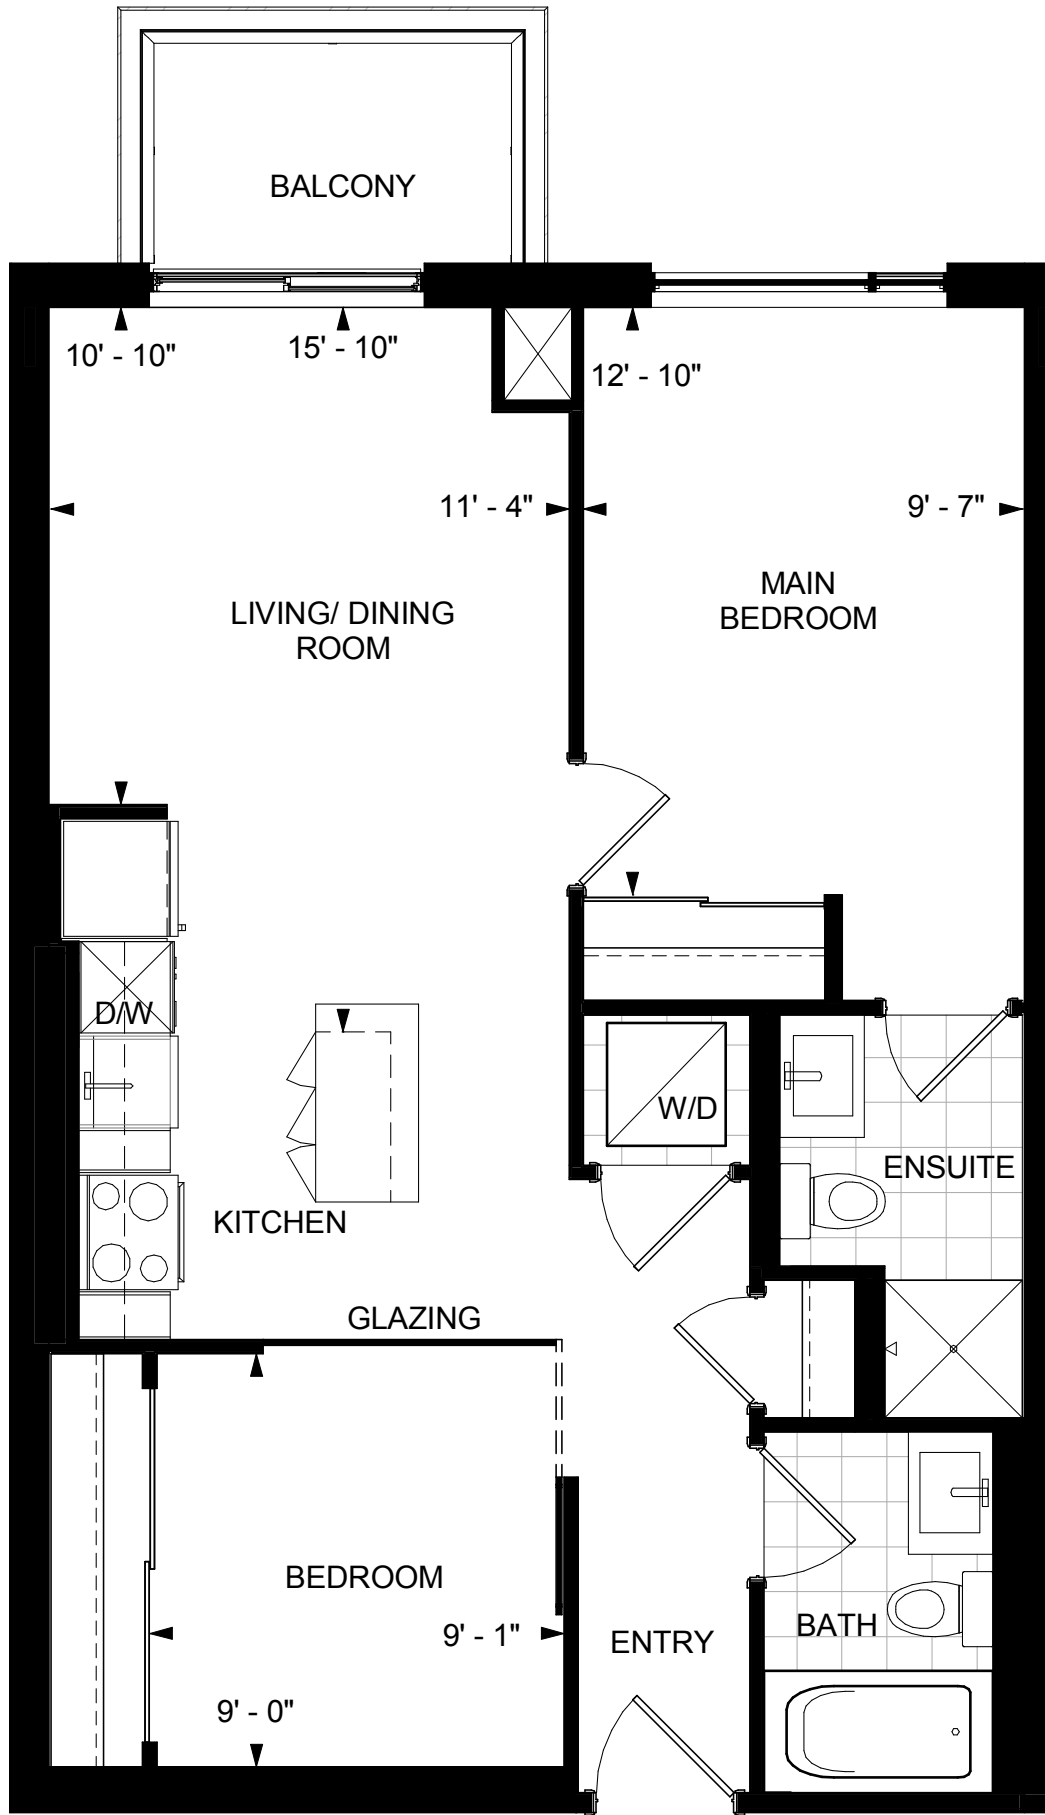 BALCONY
10' - 10"
15' - 10"
12' - 10"
11' - 4"
9' - 7"
MAIN
BEDROOM
LIVING/ DINING
ROOM
D/W
W/D
ENSUITE
KITCHEN
GLAZING
BEDROOM
9' - 1"
ENTRY
BATH
9' - 0"